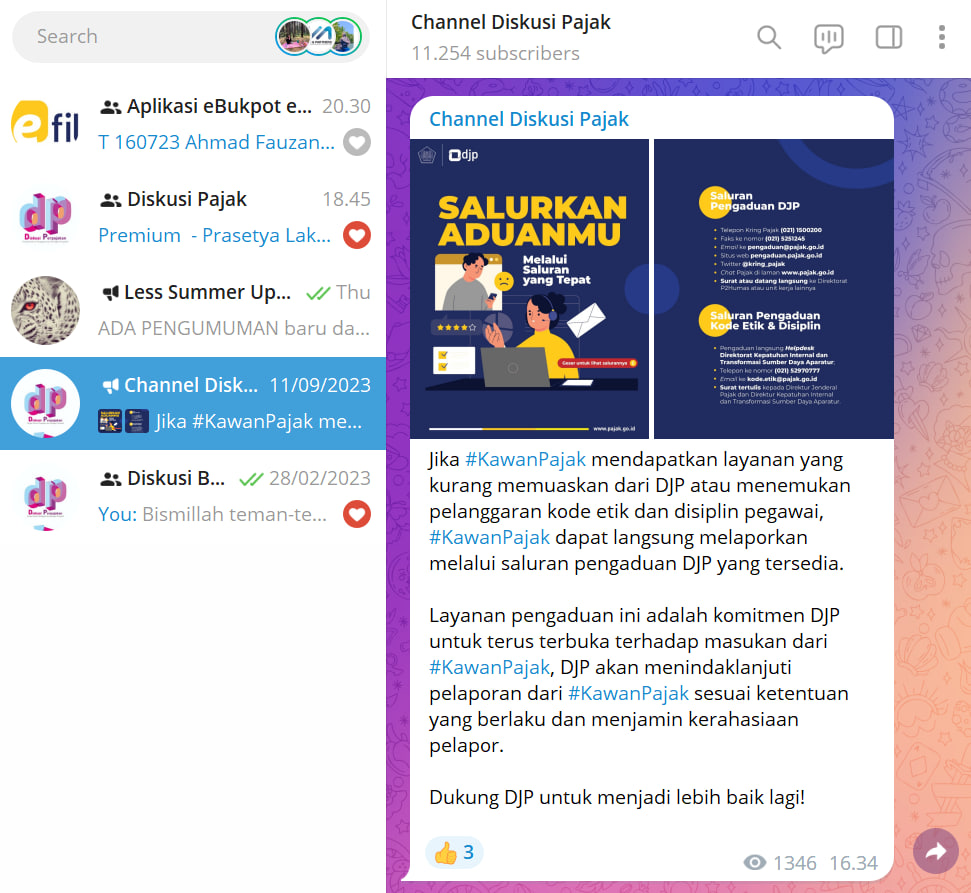 Search
efil
Aplikasi eBukpot e... 20.30
T 160723 Ahmad Fauzan...
Diskusi Pajak 18.45
Premium - Prasetya Lak...
Less Summer Up... Thu
ADA PENGUMUMAN baru da...
Channel Disk... 11/09/2023
Jika #KawanPajak me...
Diskusi B... 28/02/2023
You: Bismillah teman-te...
Channel Diskusi Pajak
11.254 subscribers
Channel Diskusi Pajak
djp
SALURKAN
ADUANMU
Melalui
Saluran
yang Tepat
Geser untuk lihat salurannya
www.pajak.go.id
Saluran
Pengaduan DJP
• Telepon Kring Pajak (021) 1500200
• Faks ke nomor (021) 5251245
• Email ke pengaduan@pajak.go.id
• Situs web pengaduan.pajak.go.id
• Twitter @kring_pajak
• Chat Pajak di laman www.pajak.go.id
• Surat atau datang langsung ke Direktorat
P2Humas atau unit kerja lainnya
Saluran Pengaduan
Kode Etik & Disiplin
• Pengaduan langsung Helpdesk
Direktorat Kepatuhan Internal dan
Transformasi Sumber Daya Aparatur.
• Telepon ke nomor (021) 52970777
• Email ke kode.etik@pajak.go.id
• Surat tertulis kepada Direktur Jenderal
Pajak dan Direktur Kepatuhan Internal
dan Transformasi Sumber Daya Aparatur.
Jika #KawanPajak mendapatkan layanan yang
kurang memuaskan dari DJP atau menemukan
pelanggaran kode etik dan disiplin pegawai,
#KawanPajak dapat langsung melaporkan
melalui saluran pengaduan DJP yang tersedia.
Layanan pengaduan ini adalah komitmen DJP
untuk terus terbuka terhadap masukan dari
#KawanPajak, DJP akan menindaklanjuti
pelaporan dari #KawanPajak sesuai ketentuan
yang berlaku dan menjamin kerahasiaan
pelapor.
Dukung DJP untuk menjadi lebih baik lagi!
3
1346 16.34